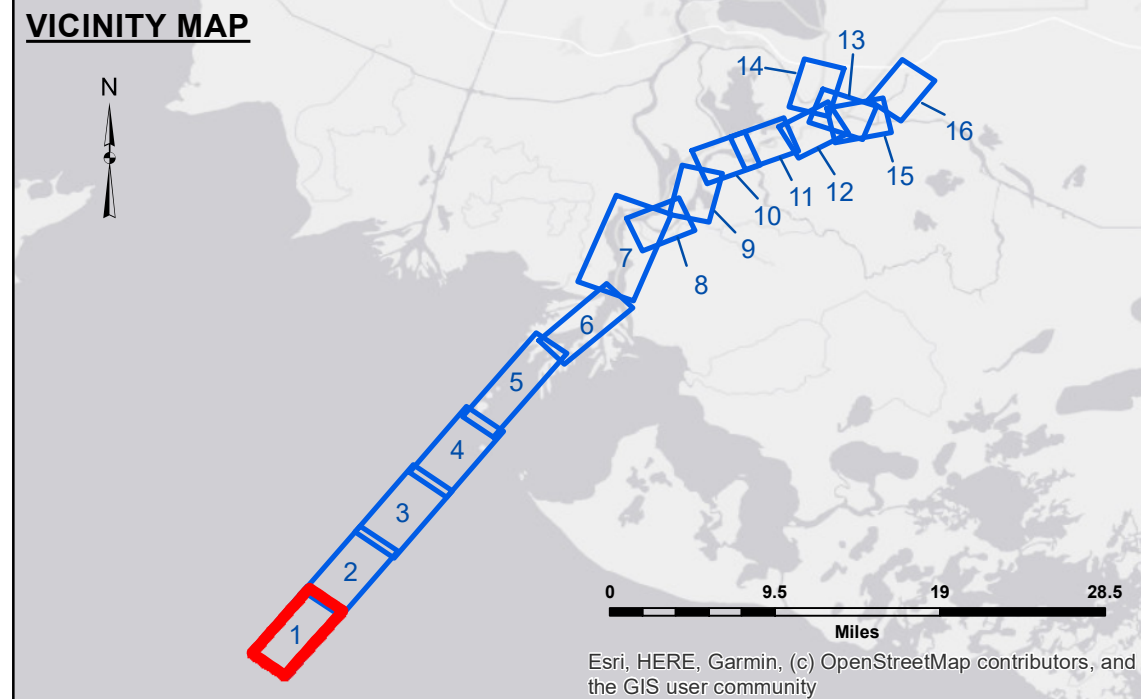 VICINITY MAP
N
13
14
16
15
12
11
10
9
8
7
6
5
4
3
2
1
0 9.5 19 28.5
Miles
Esri, HERE, Garmin, (c) OpenStreetMap contributors, and
the GIS user community